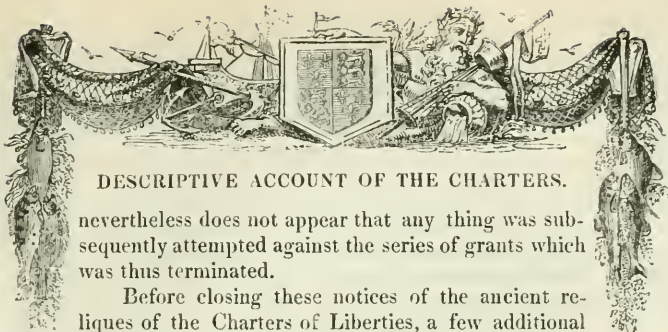 DESCRIPTIVE ACCOUNT OF THE CHARTERS.
nevertheless does not appear that any thing was sub-
sequently attempted against the series of grants which
was thus terminated.
Before closing these notices of the ancient re-
liques of the Charters of Liberties, a few additional